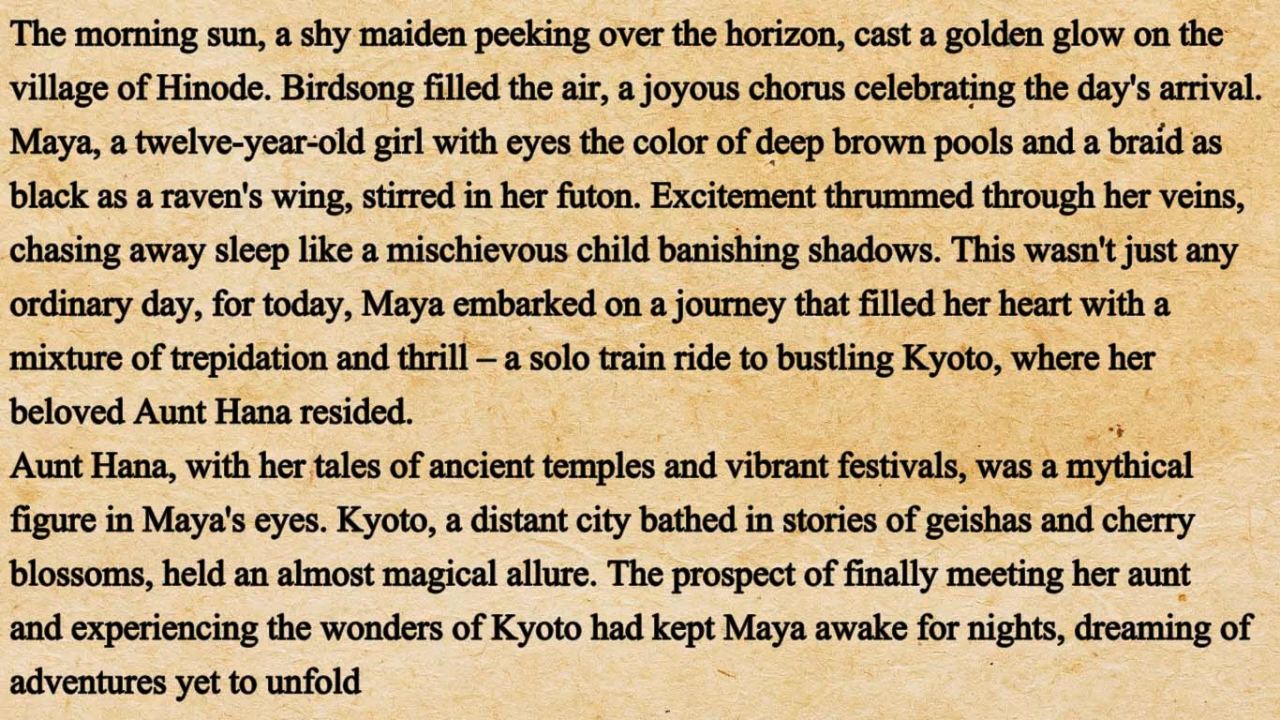 The morning sun, a shy maiden peeking over the horizon, cast a golden glow on the
village of Hinode. Birdsong filled the air, a joyous chorus celebrating the day's arrival.
Maya, a twelve-year-old girl with eyes the color of deep brown pools and a braid as
black as a raven's wing, stirred in her futon. Excitement thrummed through her veins,
chasing away sleep like a mischievous child banishing shadows. This wasn't just any
ordinary day, for today, Maya embarked on a journey that filled her heart with a
mixture of trepidation and thrill – a solo train ride to bustling Kyoto, where her
beloved Aunt Hana resided.
Aunt Hana, with her tales of ancient temples and vibrant festivals, was a mythical
figure in Maya's eyes. Kyoto, a distant city bathed in stories of geishas and cherry
blossoms, held an almost magical allure. The prospect of finally meeting her aunt
and experiencing the wonders of Kyoto had kept Maya awake for nights, dreaming of
adventures yet to unfold